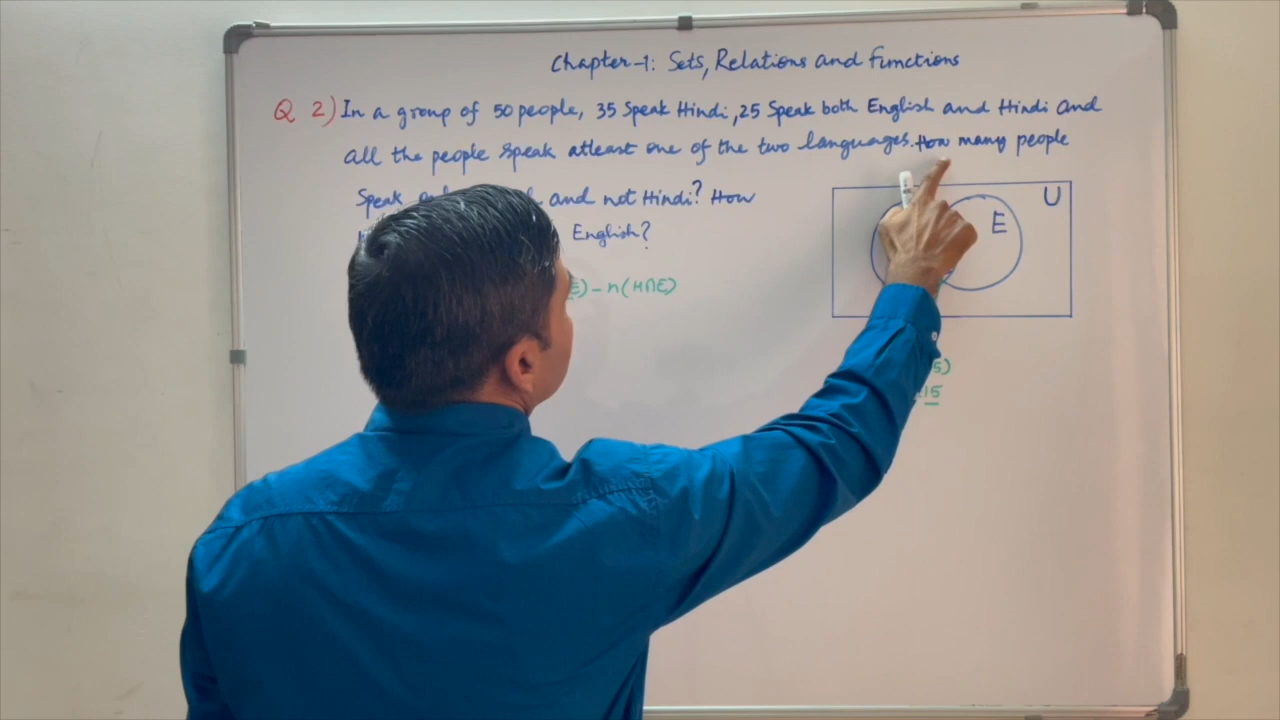 Chapter-1: Sets, Relations and Functions
Q 2) In a group of 50 people, 35 Speak Hindi, 25 Speak both English and Hindi and
all the people speak atleast one of the two languages. How many people
Speak and not Hindi? How
English?
U
E
E) - n(H∩E)
5)
15